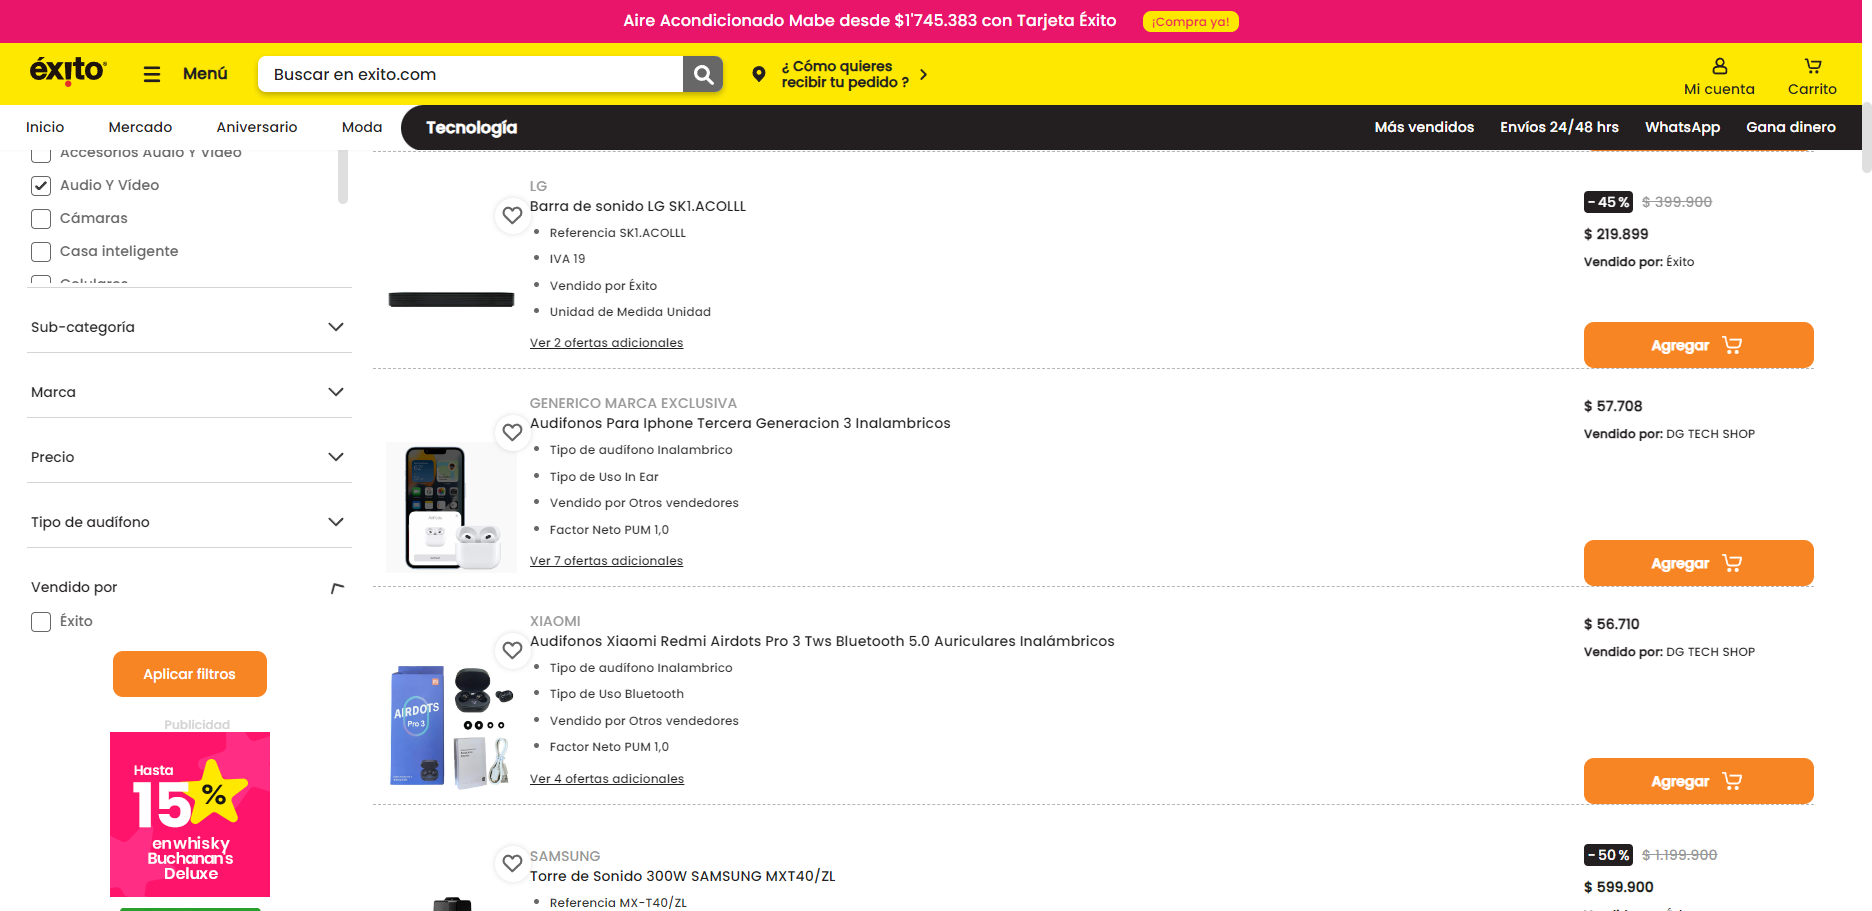 Aire Acondicionado Mabe desde $1'745.383 con Tarjeta Éxito ¡Compra ya!
éxito
Menú
Buscar en exito.com
¿ Cómo quieres
recibir tu pedido ?
Mi cuenta
Carrito
Inicio Mercado Aniversario Moda Tecnología Más vendidos Envíos 24/48 hrs WhatsApp Gana dinero
Accesorios Audio Y Video
Audio Y Vídeo
Cámaras
Casa inteligente
Celulares
Sub-categoría
Marca
Precio
Tipo de audífono
Vendido por
Éxito
Aplicar filtros
Publicidad
Hasta
15%
en whisky
Buchanan's
Deluxe
LG
Barra de sonido LG SK1.ACOLLL
Referencia SK1.ACOLLL
IVA 19
Vendido por Éxito
Unidad de Medida Unidad
Ver 2 ofertas adicionales
-45% $ 399.900
$ 219.899
Vendido por: Éxito
Agregar
GENERICO MARCA EXCLUSIVA
Audifonos Para Iphone Tercera Generacion 3 Inalambricos
Tipo de audífono Inalambrico
Tipo de Uso In Ear
Vendido por Otros vendedores
Factor Neto PUM 1,0
Ver 7 ofertas adicionales
$ 57.708
Vendido por: DG TECH SHOP
Agregar
XIAOMI
Audifonos Xiaomi Redmi Airdots Pro 3 Tws Bluetooth 5.0 Auriculares Inalámbricos
Tipo de audífono Inalambrico
Tipo de Uso Bluetooth
Vendido por Otros vendedores
Factor Neto PUM 1,0
Ver 4 ofertas adicionales
AIRDOTS
Pro 3
$ 56.710
Vendido por: DG TECH SHOP
Agregar
SAMSUNG
Torre de Sonido 300W SAMSUNG MXT40/ZL
Referencia MX-T40/ZL
-50% $ 1.199.900
$ 599.900